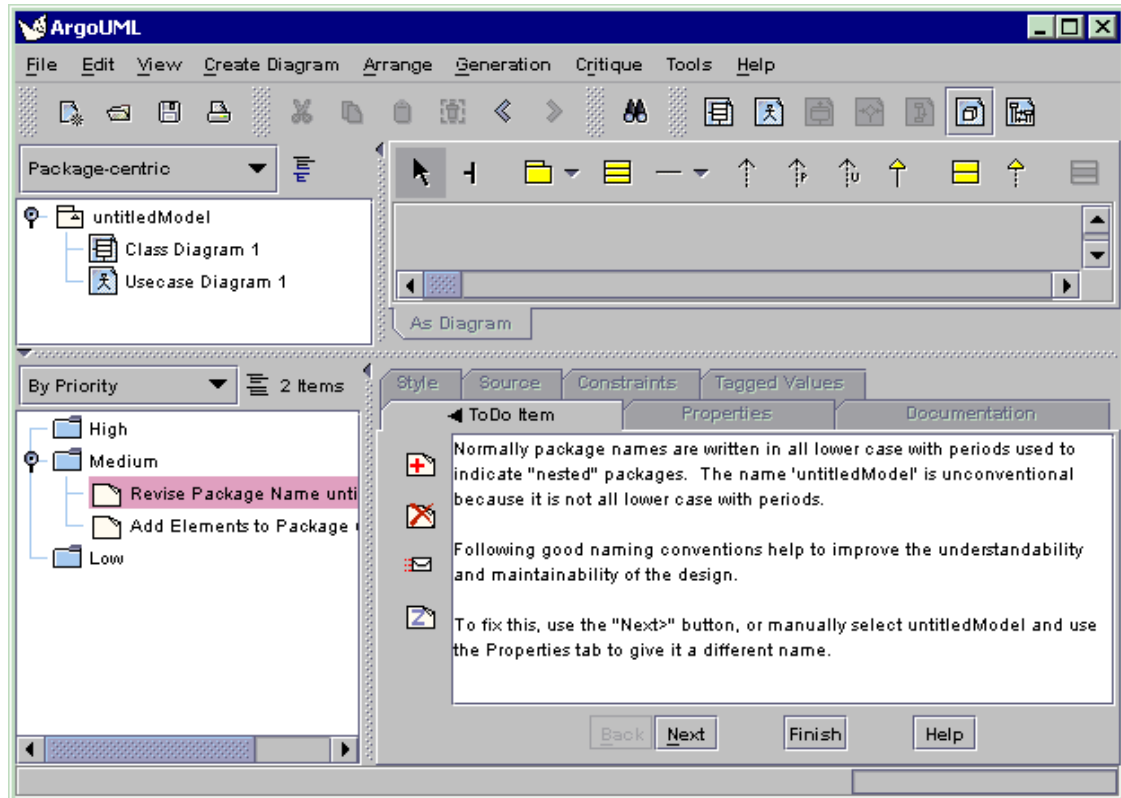 ArgoUML
File Edit View Create Diagram Arrange Generation Critique Tools Help
Package-centric
untitledModel
Class Diagram 1
Usecase Diagram 1
As Diagram
By Priority 2 Items
High
Medium
Revise Package Name unti
Add Elements to Package
Low
Style Source Constraints Tagged Values
ToDo Item Properties Documentation
Normally package names are written in all lower case with periods used to
indicate "nested" packages. The name 'untitledModel' is unconventional
because it is not all lower case with periods.
Following good naming conventions help to improve the understandability
and maintainability of the design.
To fix this, use the "Next>" button, or manually select untitledModel and use
the Properties tab to give it a different name.
Back Next Finish Help